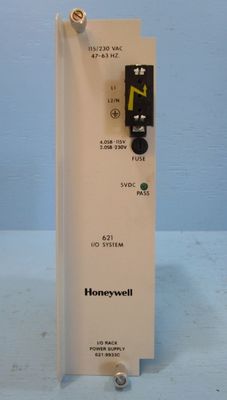 115/230 VAC
47-63 HZ.
L1
L2/N
4.0SB-115V
2.0SB-230V
FUSE
5VDC
PASS
621
I/O SYSTEM
Honeywell
I/O RACK
POWER SUPPLY
621-9933C